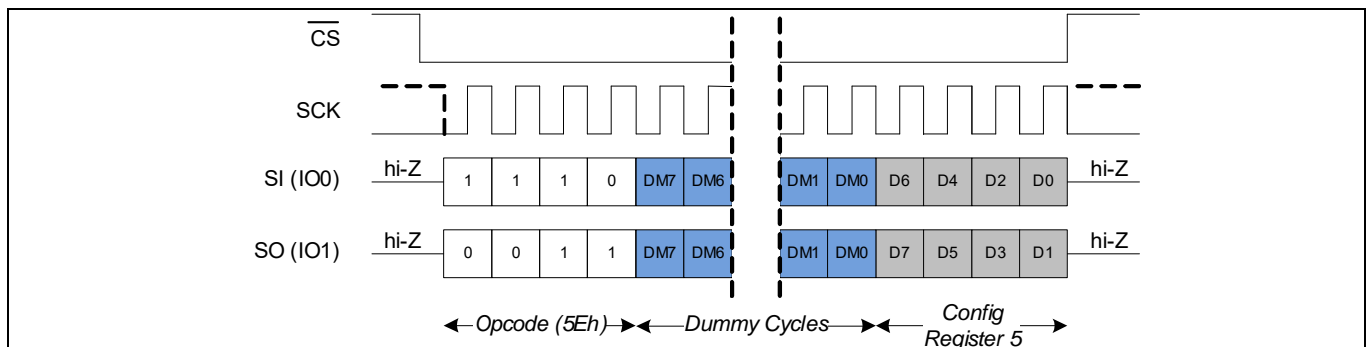 CS
SCK
SI (IO0) hi-Z 1 1 1 0 DM7 DM6 DM1 DM0 D6 D4 D2 D0 hi-Z
SO (IO1) hi-Z 0 0 1 1 DM7 DM6 DM1 DM0 D7 D5 D3 D1 hi-Z
Opcode (5Eh) Dummy Cycles Config
Register 5